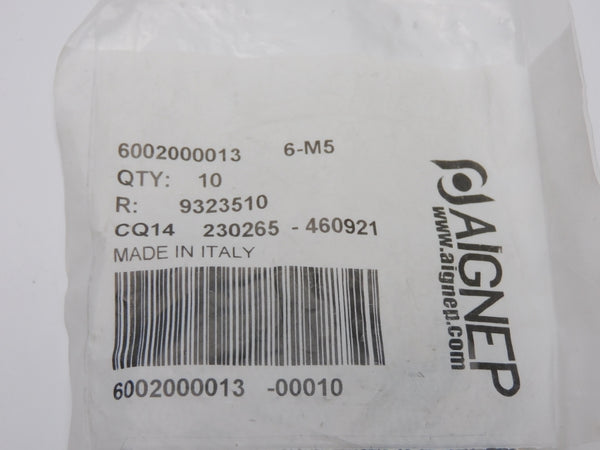 6002000013 6-M5
QTY: 10
R: 9323510
CQ14 230265 - 460921
MADE IN ITALY
6002000013 -00010
AIGNEP
www.aignep.com